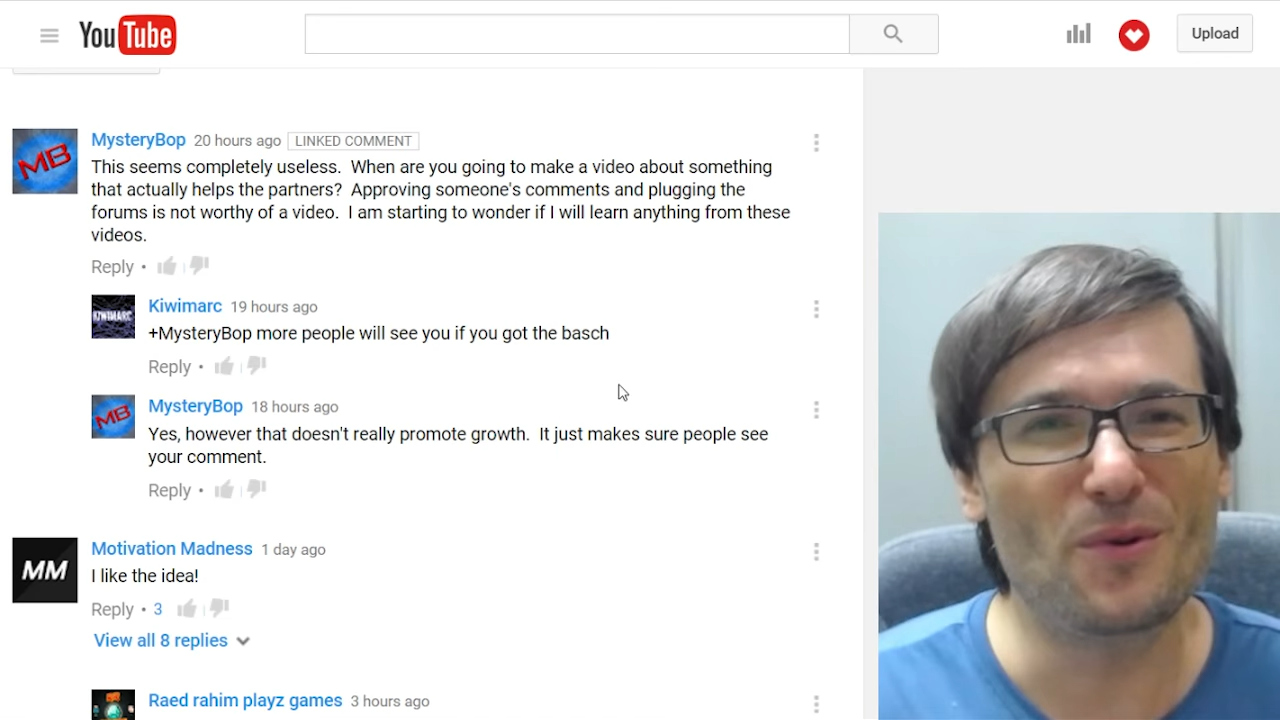 YouTube
Upload
MysteryBop 20 hours ago LINKED COMMENT
This seems completely useless. When are you going to make a video about something
that actually helps the partners? Approving someone's comments and plugging the
forums is not worthy of a video. I am starting to wonder if I will learn anything from these
videos.
Reply •
MB
Kiwimarc 19 hours ago
KIWIMARC
+MysteryBop more people will see you if you got the basch
Reply •
MysteryBop 18 hours ago
MB
Yes, however that doesn't really promote growth. It just makes sure people see
your comment.
Reply •
Motivation Madness 1 day ago
MM
I like the idea!
Reply • 3
View all 8 replies
Raed rahim playz games 3 hours ago